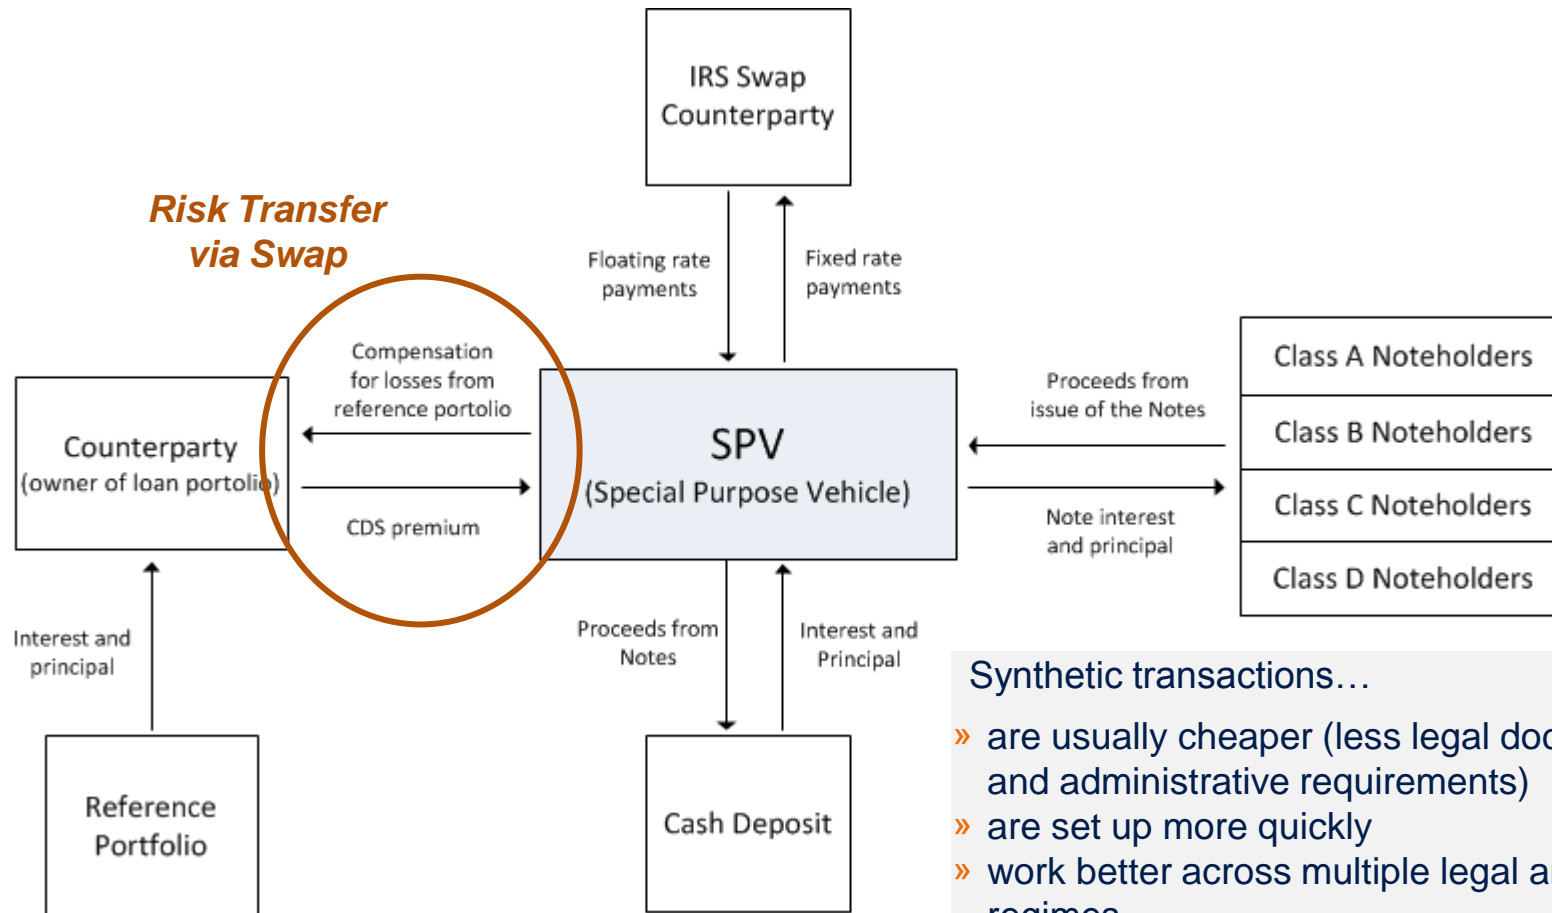 IRS Swap
Counterparty
Risk Transfer
via Swap
Floating rate
payments
Fixed rate
payments
Compensation
for losses from
reference portolio
Counterparty
(owner of loan portolio)
CDS premium
SPV
(Special Purpose Vehicle)
Proceeds from
issue of the Notes
Note interest
and principal
Class A Noteholders
Class B Noteholders
Class C Noteholders
Class D Noteholders
Interest and
principal
Proceeds from
Notes
Interest and
Principal
Reference
Portfolio
Cash Deposit
Synthetic transactions…
» are usually cheaper (less legal
and administrative requirements)
» are set up more quickly
» work better across multiple legal
regimes